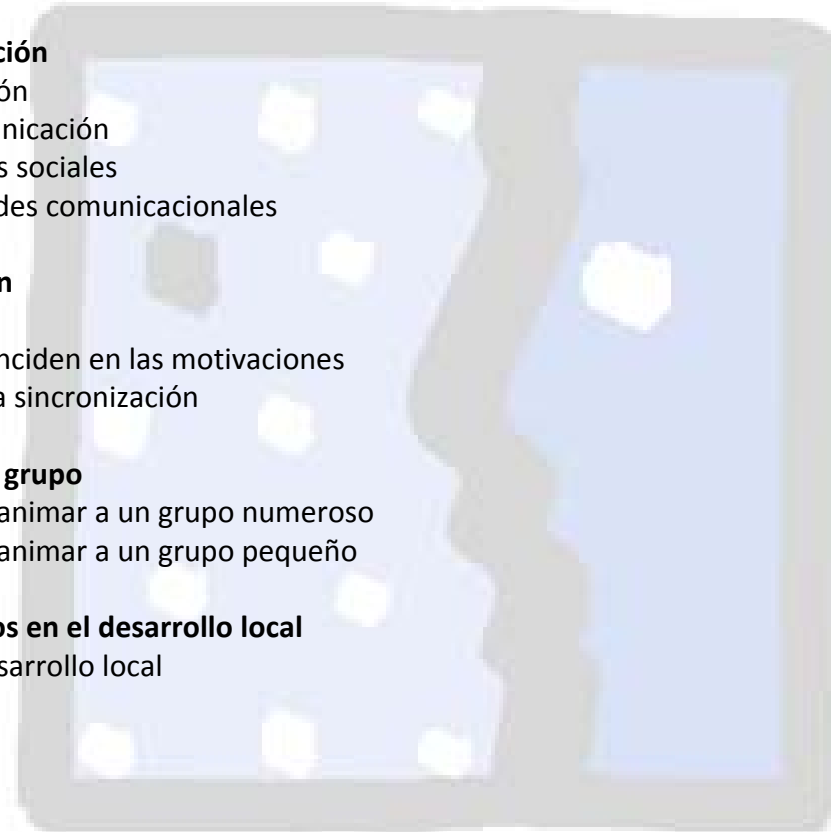 ción
ón
nicación
s sociales
des comunicacionales
n
nciden en las motivaciones
a sincronización
grupo
animar a un grupo numeroso
animar a un grupo pequeño
os en el desarrollo local
sarrollo local